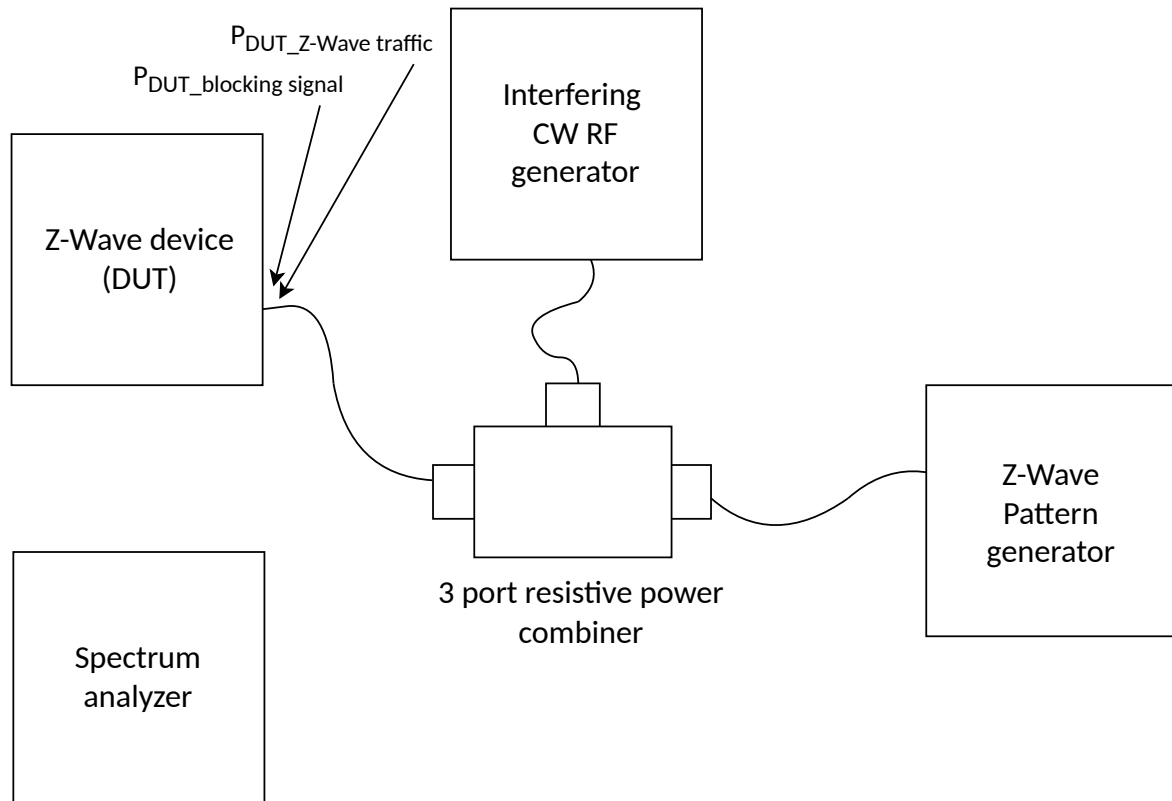 P_DUT_Z-Wave traffic
P_DUT_blocking signal
Interfering
CW RF
generator
Z-Wave device
(DUT)
Z-Wave
Pattern
generator
3 port resistive power
combiner
Spectrum
analyzer